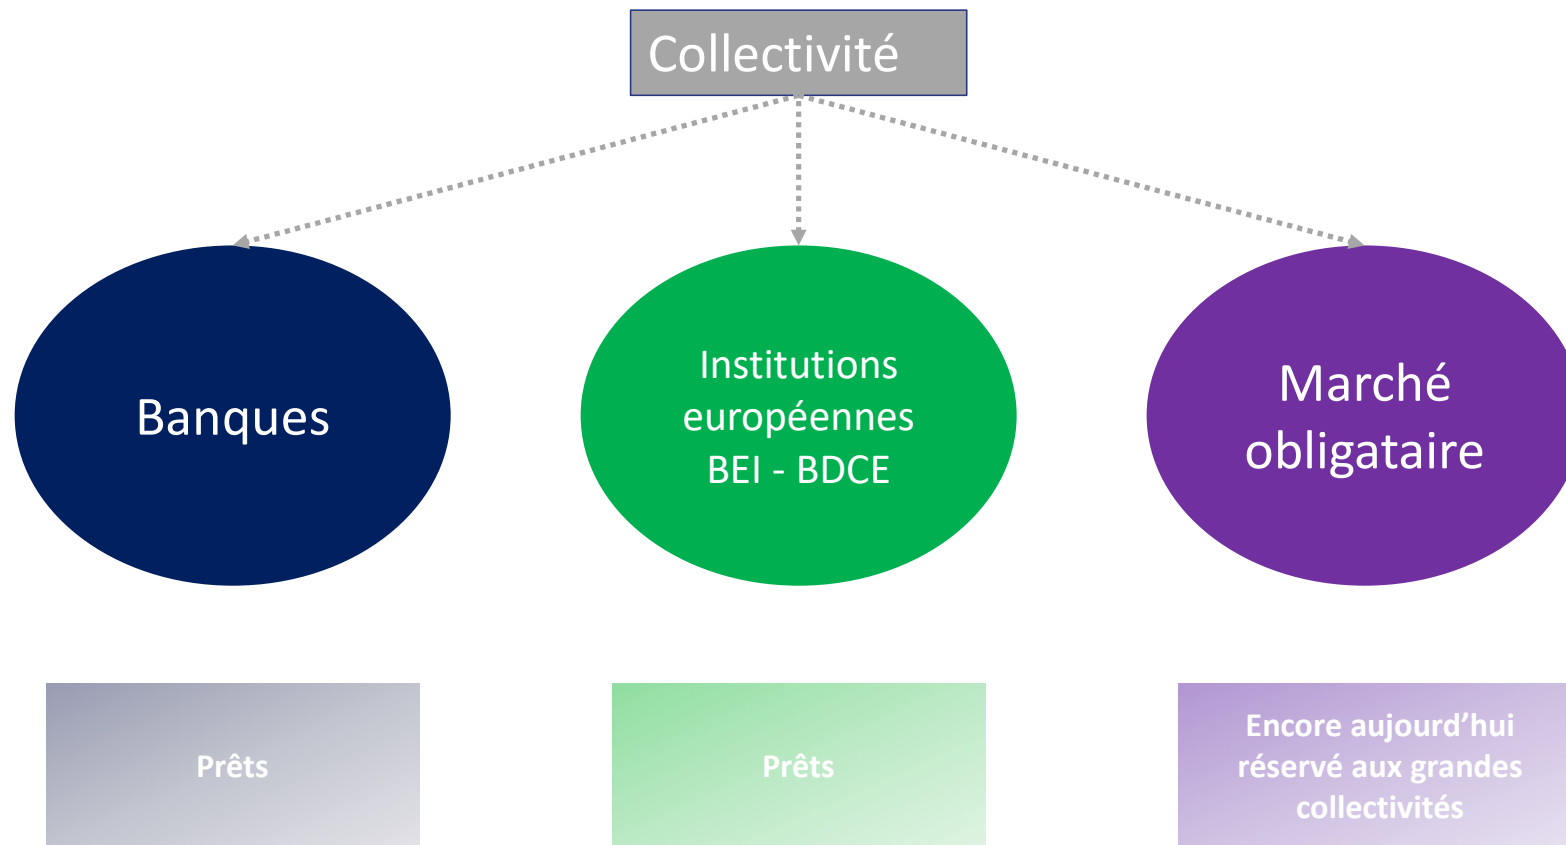 Collectivité
Banques
Institutions
européennes
BEI - BDCE
Marché
obligataire
Prêts
Prêts
Encore aujourd’hui
réservé aux grandes
collectivités